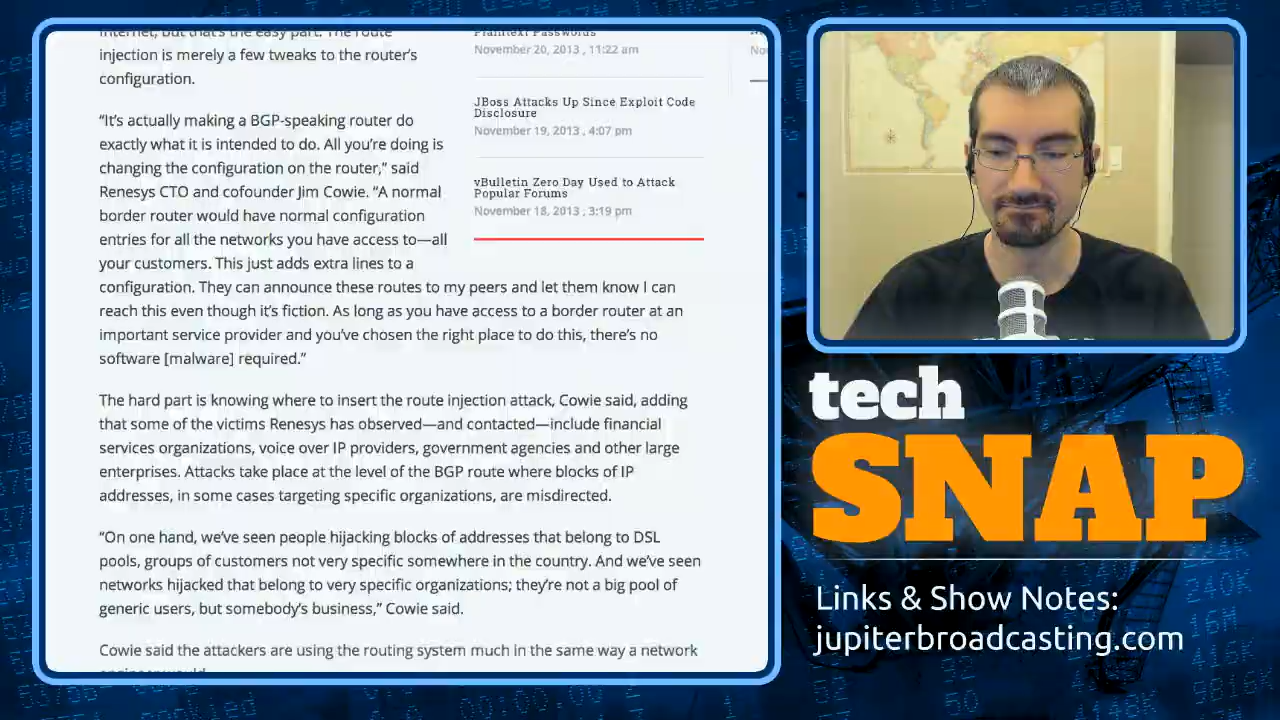 Internet, but that's the easy part. The route
injection is merely a few tweaks to the router's
configuration.
“It's actually making a BGP-speaking router do
exactly what it is intended to do. All you're doing is
changing the configuration on the router,” said
Renesys CTO and cofounder Jim Cowie. “A normal
border router would have normal configuration
entries for all the networks you have access to—all
your customers. This just adds extra lines to a
configuration. They can announce these routes to my peers and let them know I can
reach this even though it's fiction. As long as you have access to a border router at an
important service provider and you've chosen the right place to do this, there's no
software [malware] required.”
The hard part is knowing where to insert the route injection attack, Cowie said, adding
that some of the victims Renesys has observed—and contacted—include financial
services organizations, voice over IP providers, government agencies and other large
enterprises. Attacks take place at the level of the BGP route where blocks of IP
addresses, in some cases targeting specific organizations, are misdirected.
“On one hand, we've seen people hijacking blocks of addresses that belong to DSL
pools, groups of customers not very specific somewhere in the country. And we've seen
networks hijacked that belong to very specific organizations; they're not a big pool of
generic users, but somebody's business,” Cowie said.
Cowie said the attackers are using the routing system much in the same way a network
engineer would
Plaintext Passwords
November 20, 2013 , 11:22 am
JBoss Attacks Up Since Exploit Code
Disclosure
November 19, 2013 , 4:07 pm
vBulletin Zero Day Used to Attack
Popular Forums
November 18, 2013 , 3:19 pm
tech
SNAP
Links & Show Notes:
jupiterbroadcasting.com